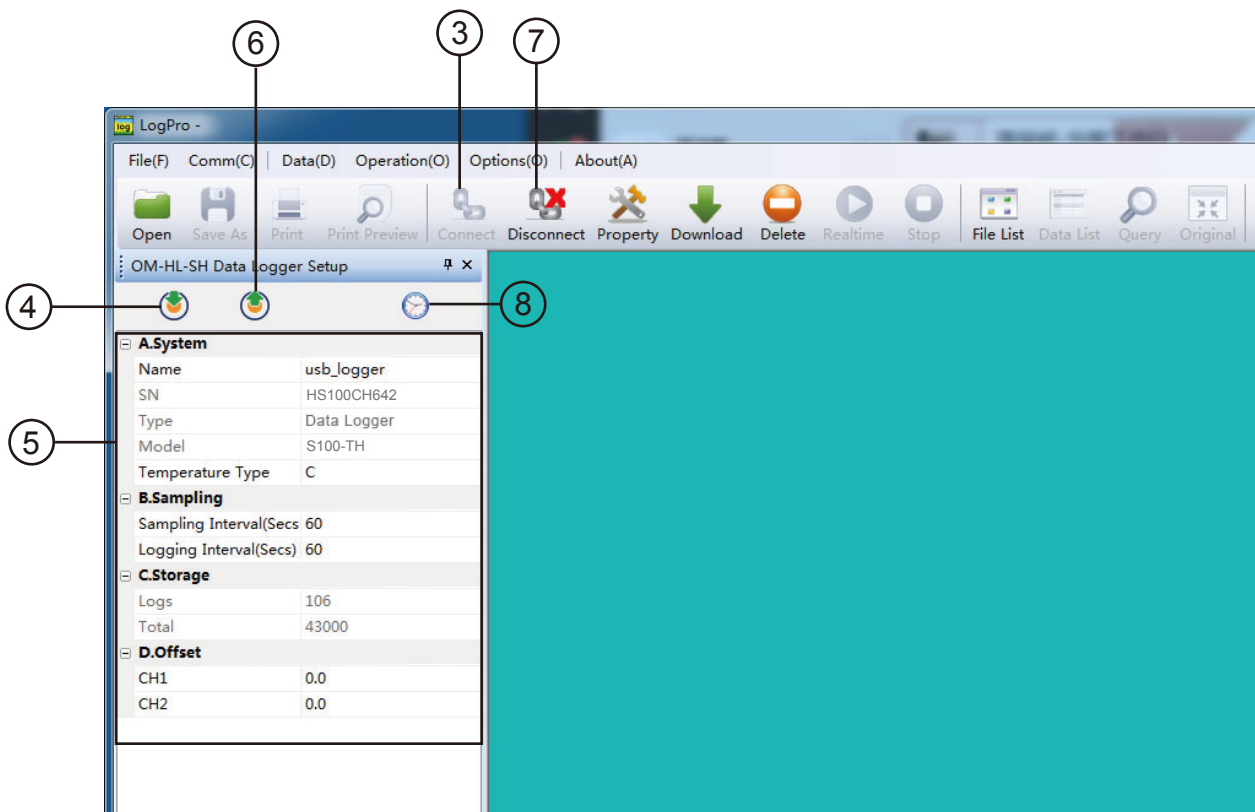 6 3 7
log LogPro -
File(F) Comm(C) Data(D) Operation(O) Options(O) About(A)
Open Save As Print Print Preview Connect Disconnect Property Download Delete Realtime Stop File List Data List Query Original
OM-HL-SH Data Logger Setup
4 8
A.System
Name usb_logger
SN HS100CH642
Type Data Logger
Model S100-TH
5
Temperature Type C
B.Sampling
Sampling Interval(Secs 60
Logging Interval(Secs) 60
C.Storage
Logs 106
Total 43000
D.Offset
CH1 0.0
CH2 0.0